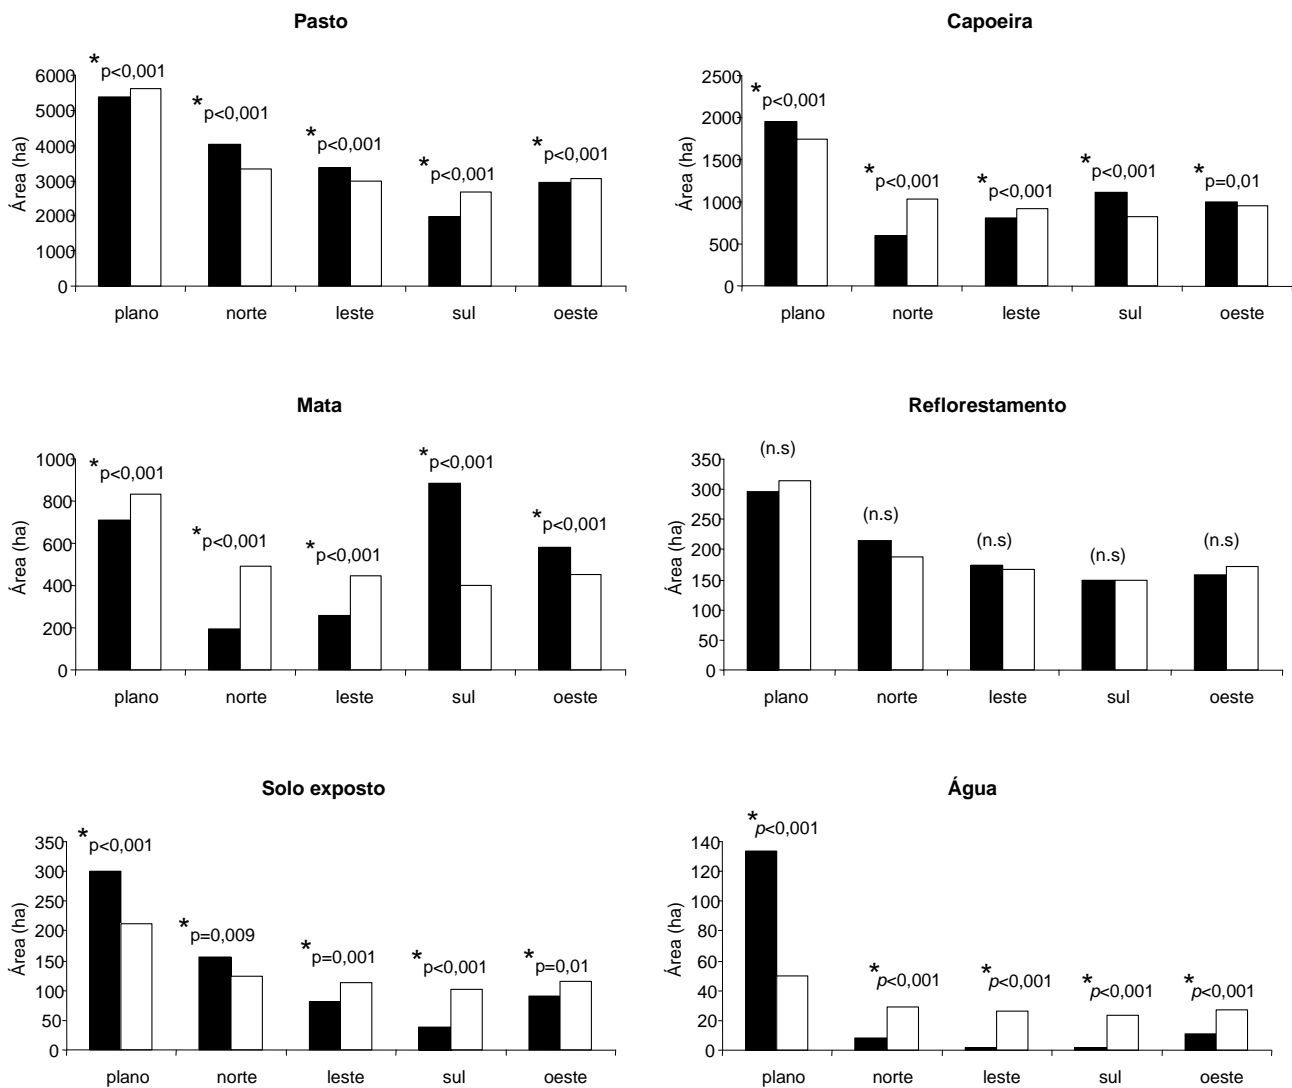 Pasto
* p<0,001
* p<0,001
* p<0,001
* p<0,001
* p<0,001
Área (ha)
6000
5000
4000
3000
2000
1000
0
plano norte leste sul oeste
Capoeira
* p<0,001
* p<0,001
* p<0,001
* p<0,001
* p=0,01
Área (ha)
2500
2000
1500
1000
500
0
plano norte leste sul oeste
Mata
* p<0,001
* p<0,001
* p<0,001
* p<0,001
* p<0,001
Área (ha)
1000
800
600
400
200
0
plano norte leste sul oeste
Reflorestamento
(n.s)
(n.s)
(n.s)
(n.s)
(n.s)
Área (ha)
350
300
250
200
150
100
50
0
plano norte leste sul oeste
Solo exposto
* p<0,001
* p=0,009
* p=0,001
* p<0,001
* p=0,01
Área (ha)
350
300
250
200
150
100
50
0
plano norte leste sul oeste
Água
* p<0,001
* p<0,001
* p<0,001
* p<0,001
* p<0,001
Área (ha)
140
120
100
80
60
40
20
0
plano norte leste sul oeste